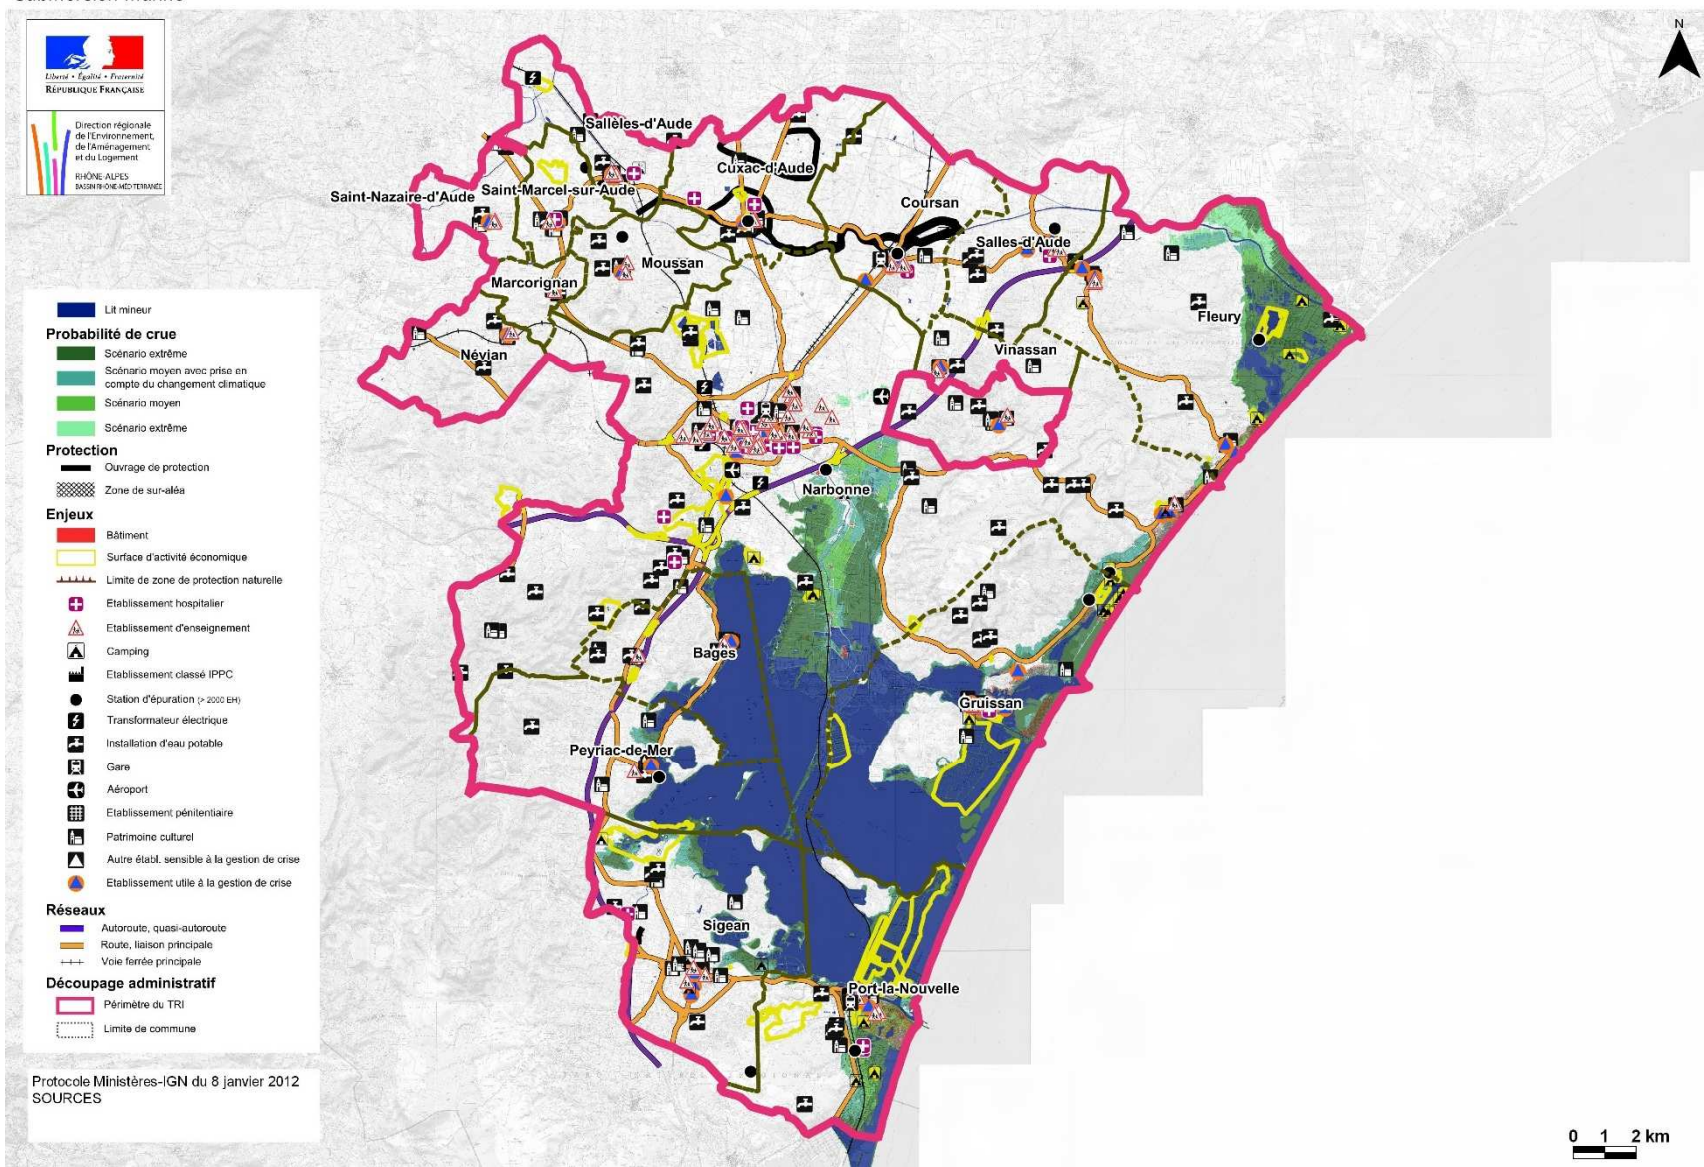 Submersion marine
N
Liberté • Égalité • Fraternité
RÉPUBLIQUE FRANÇAISE
Direction régionale
de l'Environnement,
de l'Aménagement
et du Logement
RHÔNE-ALPES
BASSIN RHÔNE-MÉDITERRANÉE
Sallèles-d'Aude
Cuxac-d'Aude
Saint-Nazaire-d'Aude
Saint-Marcel-sur-Aude
Coursan
Salles-d'Aude
Moussan
Marcorignan
Fleury
Névian
Vinassan
Narbonne
Bages
Gruissan
Peyriac-de-Mer
Sigean
Port-la-Nouvelle
Lit mineur
Probabilité de crue
Scénario extrême
Scénario moyen avec prise en
compte du changement climatique
Scénario moyen
Scénario extrême
Protection
Ouvrage de protection
Zone de sur-aléa
Enjeux
Bâtiment
Surface d'activité économique
Limite de zone de protection naturelle
Etablissement hospitalier
Etablissement d'enseignement
Camping
Etablissement classé IPPC
Station d'épuration (> 2000 EH)
Transformateur électrique
Installation d'eau potable
Gare
Aéroport
Etablissement pénitentiaire
Patrimoine culturel
Autre établ. sensible à la gestion de crise
Etablissement utile à la gestion de crise
Réseaux
Autoroute, quasi-autoroute
Route, liaison principale
Voie ferrée principale
Découpage administratif
Périmètre du TRI
Limite de commune
Protocole Ministères-IGN du 8 janvier 2012
SOURCES
0 1 2 km